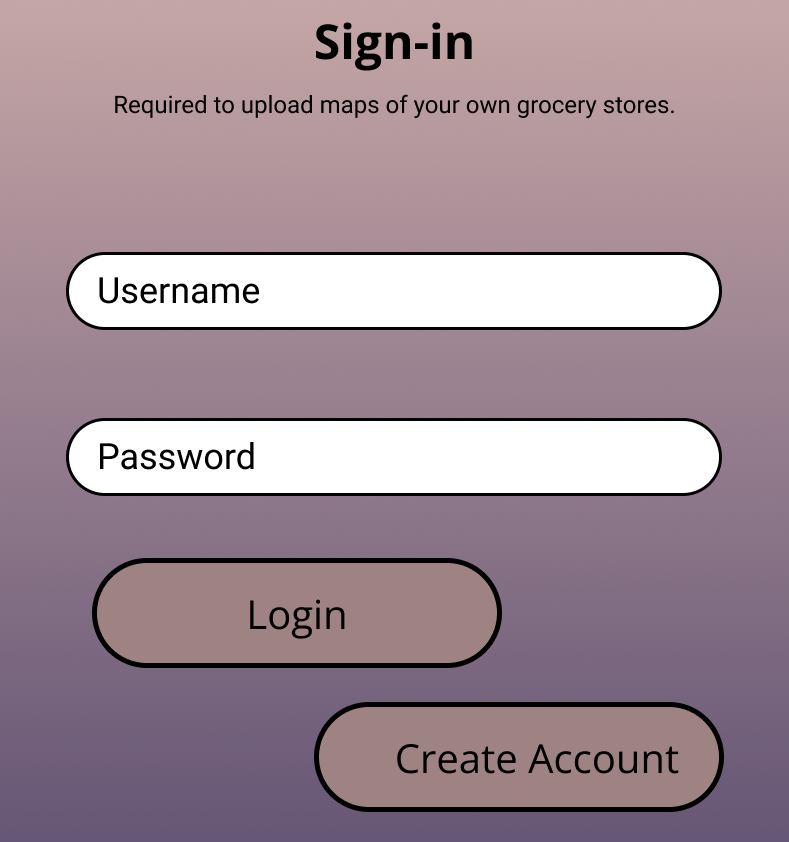 Sign-in
Required to upload maps of your own grocery stores.
Username
Password
Login
Create Account